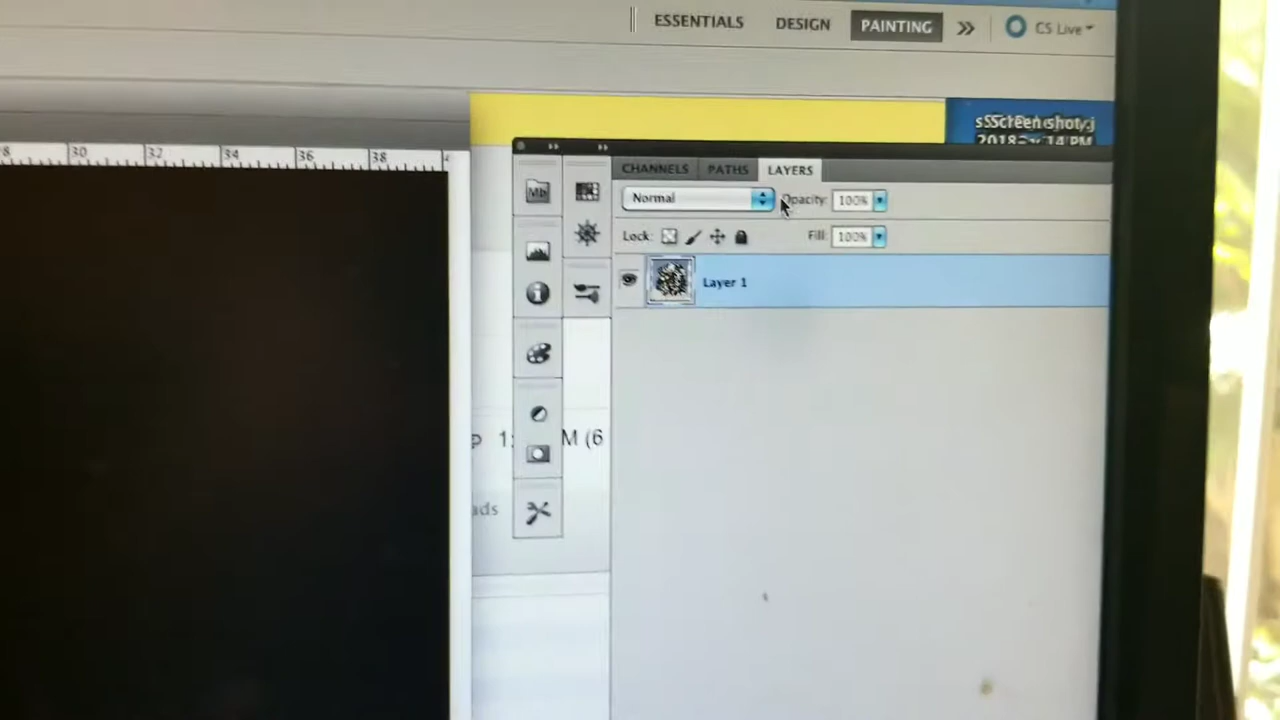 ESSENTIALS DESIGN PAINTING >> CS Live
30 32 34 36 38
CHANNELS PATHS LAYERS
Normal Opacity: 100%
Lock: Fill: 100%
Mb
Layer 1
M (6
ads